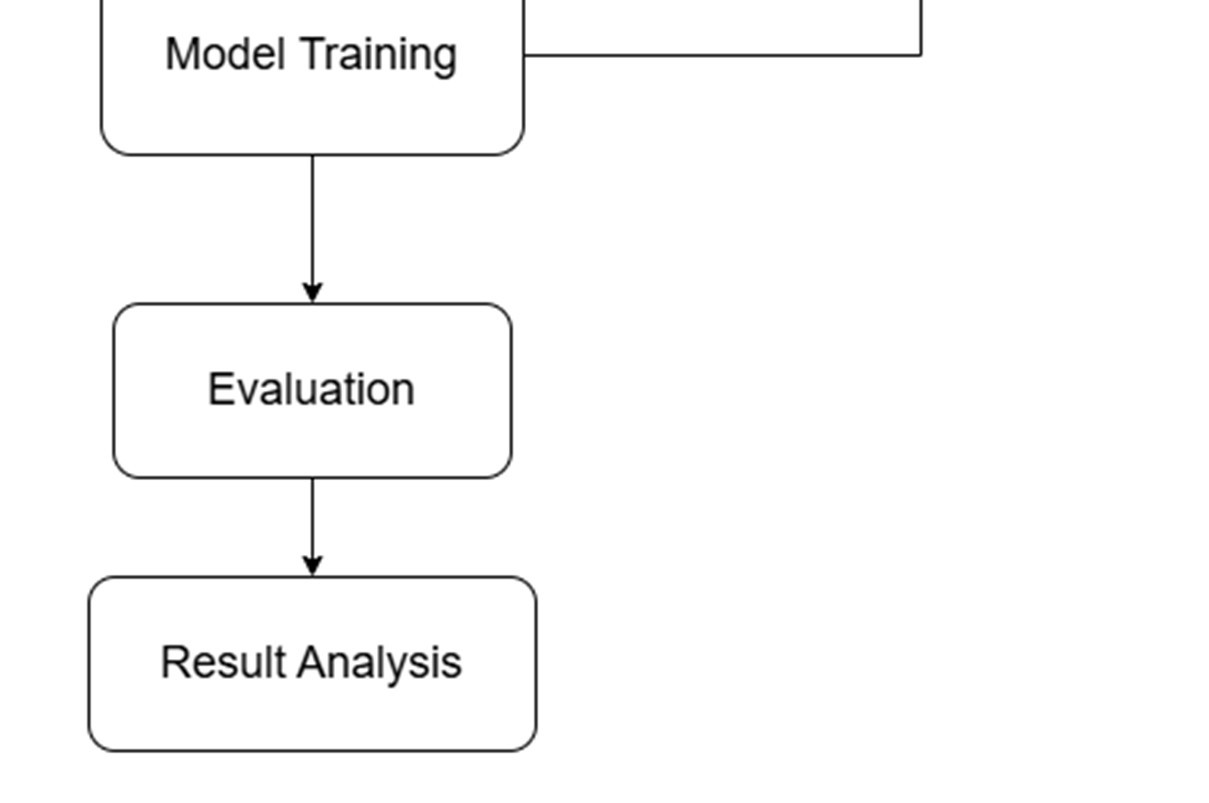 Model Training
Evaluation
Result Analysis